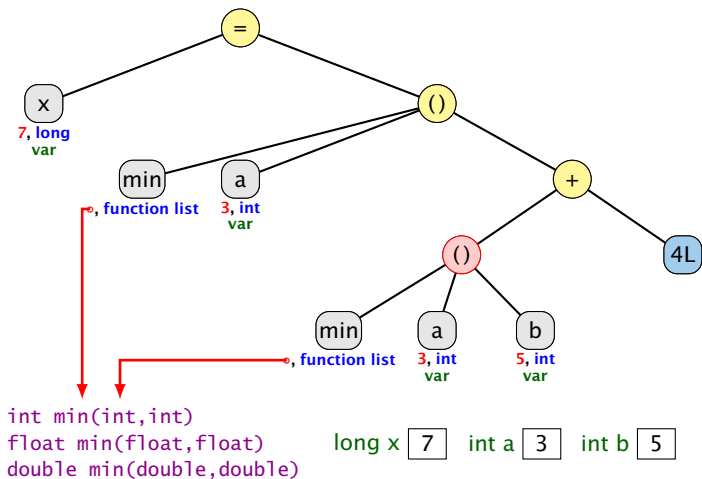 =
x
()
7, long
var
min
a
+
, function list
3, int
var
()
4L
min
a
b
, function list
3, int
5, int
var
var
int min(int,int)
float min(float,float)
double min(double,double)
long x 7 int a 3 int b 5